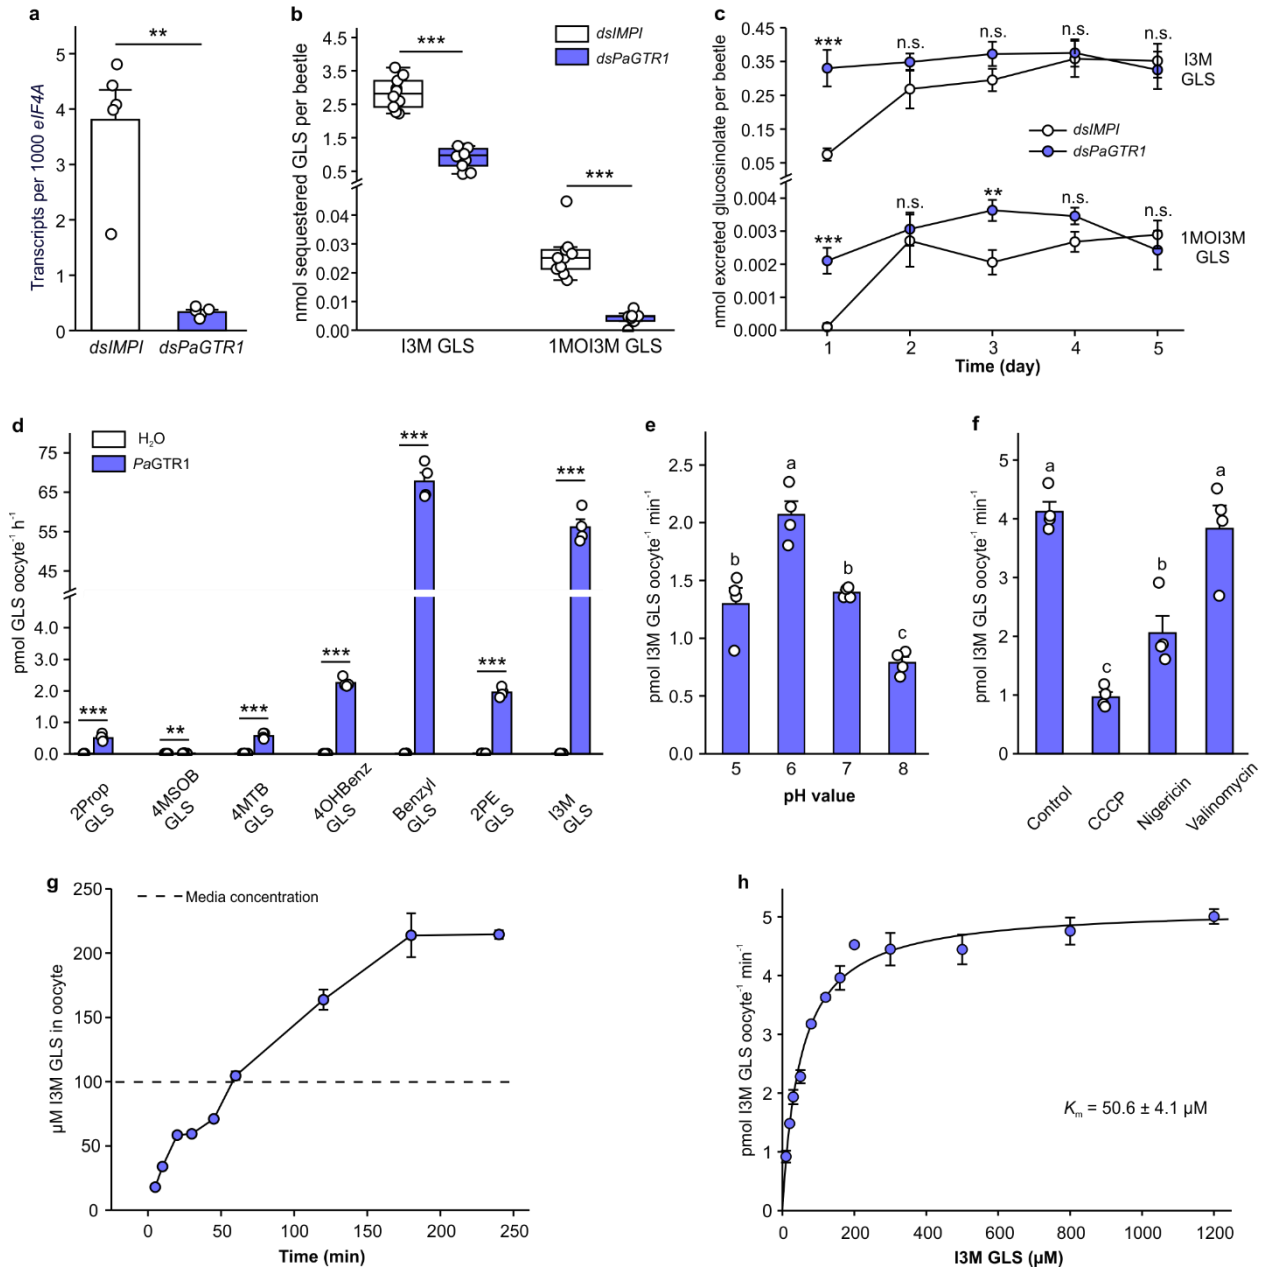 a
**
Transcripts per 1000 eIF4A
5
4
3
2
1
0
dsIMPI
dsPaGTR1
b
nmol sequestered GLS per beetle
4.5
3.5
2.5
1.5
0.5
0.04
0.03
0.02
0.01
0.00
***
***
dsIMPI
dsPaGTR1
I3M GLS
1MOI3M GLS
c
nmol excreted glucosinolate per beetle
0.45
0.35
0.25
0.15
0.05
0.004
0.003
0.002
0.001
0.000
***
n.s.
n.s.
n.s.
n.s.
I3M
GLS
dsIMPI
dsPaGTR1
***
n.s.
**
n.s.
n.s.
1MOI3M
GLS
1
2
3
4
5
Time (day)
d
H₂O
PaGTR1
pmol GLS oocyte⁻¹ h⁻¹
75
65
55
45
4.0
3.0
2.0
1.0
0.0
***
**
***
***
***
***
***
2Prop
GLS
4MSOB
GLS
4MTB
GLS
4OHBenz
GLS
Benzyl
GLS
2PE
GLS
I3M
GLS
e
pmol I3M GLS oocyte⁻¹ min⁻¹
2.5
2.0
1.5
1.0
0.5
0.0
b
a
b
c
5
6
7
8
pH value
f
pmol I3M GLS oocyte⁻¹ min⁻¹
5
4
3
2
1
0
a
c
b
a
Control
CCCP
Nigericin
Valinomycin
g
Media concentration
µM I3M GLS in oocyte
250
200
150
100
50
0
0
50
100
150
200
250
Time (min)
h
pmol I3M GLS oocyte⁻¹ min⁻¹
5
4
3
2
1
0
Kₘ = 50.6 ± 4.1 µM
0
200
400
600
800
1000
1200
I3M GLS (µM)